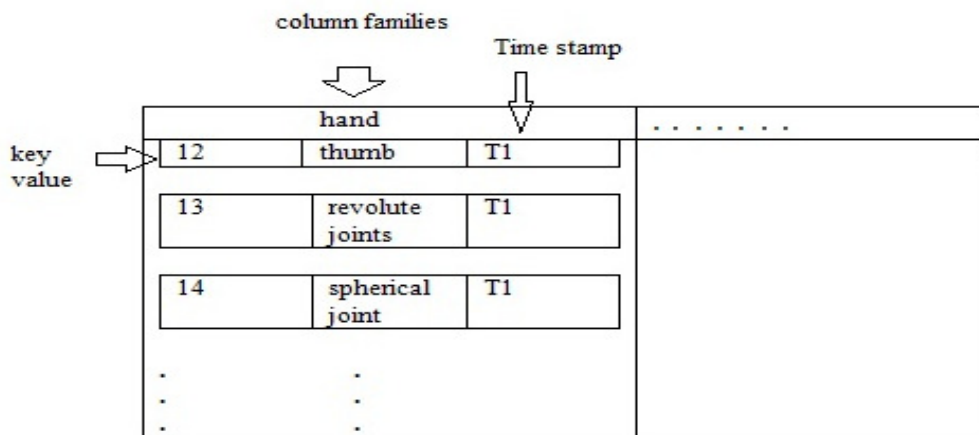 column families
Time stamp
hand
. . . . . . .
key
value
12 thumb T1
13 revolute
joints T1
14 spherical
joint T1
. .
. .
. .